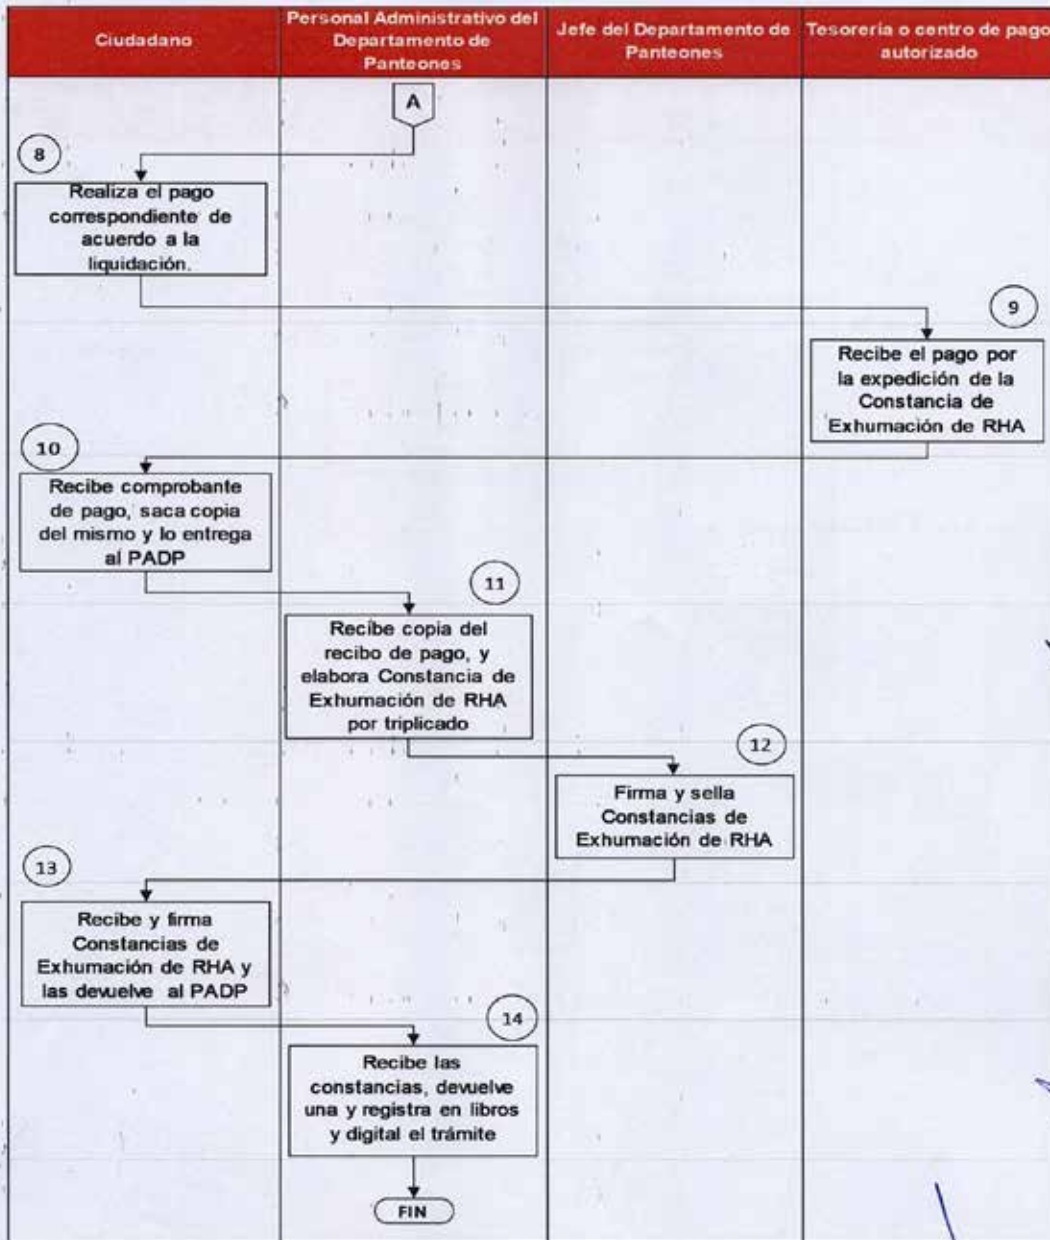 Ciudadano
Personal Administrativo del
Departamento de
Panteones
Jefe del Departamento de
Panteones
Tesorería o centro de pago
autorizado
A
8
Realiza el pago
correspondiente de
acuerdo a la
liquidación.
9
Recibe el pago por
la expedición de la
Constancia de
Exhumación de RHA
10
Recibe comprobante
de pago, saca copia
del mismo y lo entrega
al PADP
11
Recibe copia del
recibo de pago, y
elabora Constancia de
Exhumación de RHA
por triplicado
12
Firma y sella
Constancias de
Exhumación de RHA
13
Recibe y firma
Constancias de
Exhumación de RHA y
las devuelve al PADP
14
Recibe las
constancias, devuelve
una y registra en libros
y digital el trámite
FIN